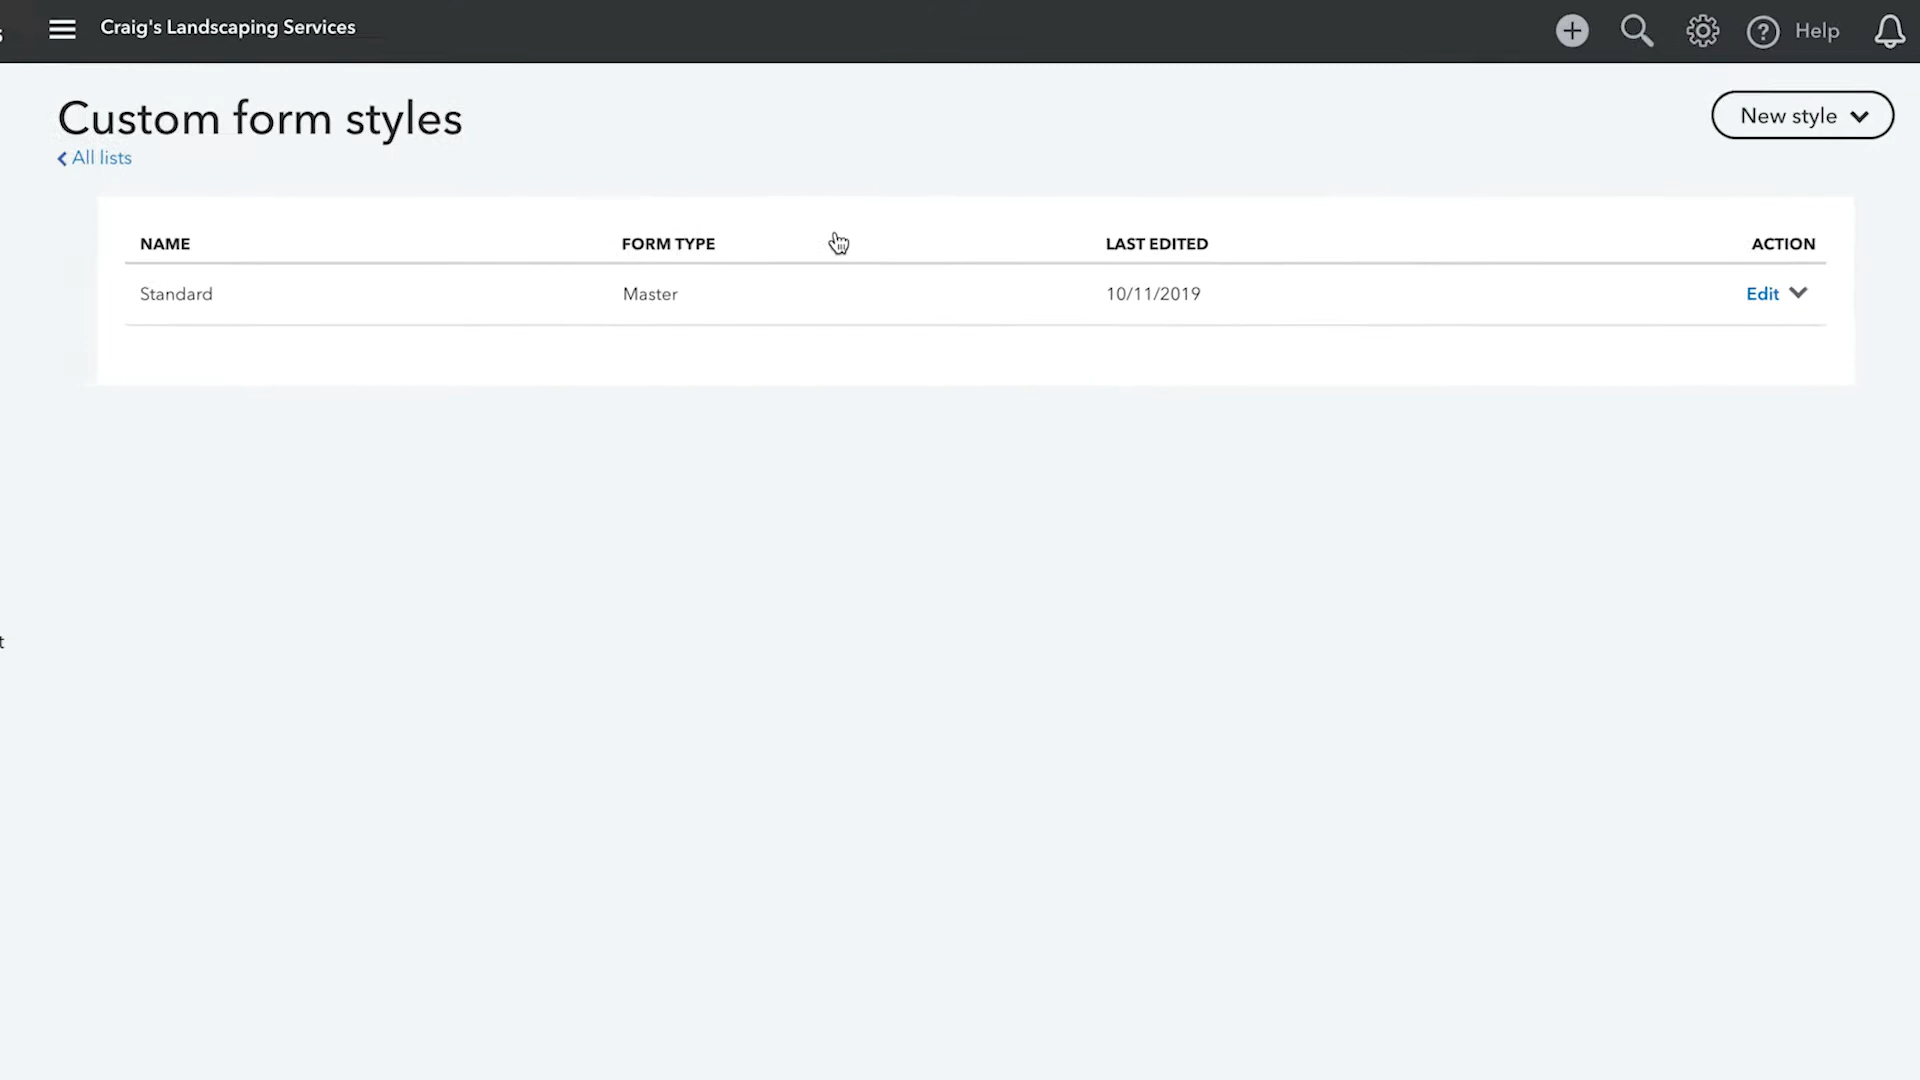 Craig's Landscaping Services
Help
Custom form styles
New style
All lists
NAME FORM TYPE LAST EDITED ACTION
Standard Master 10/11/2019 Edit
t